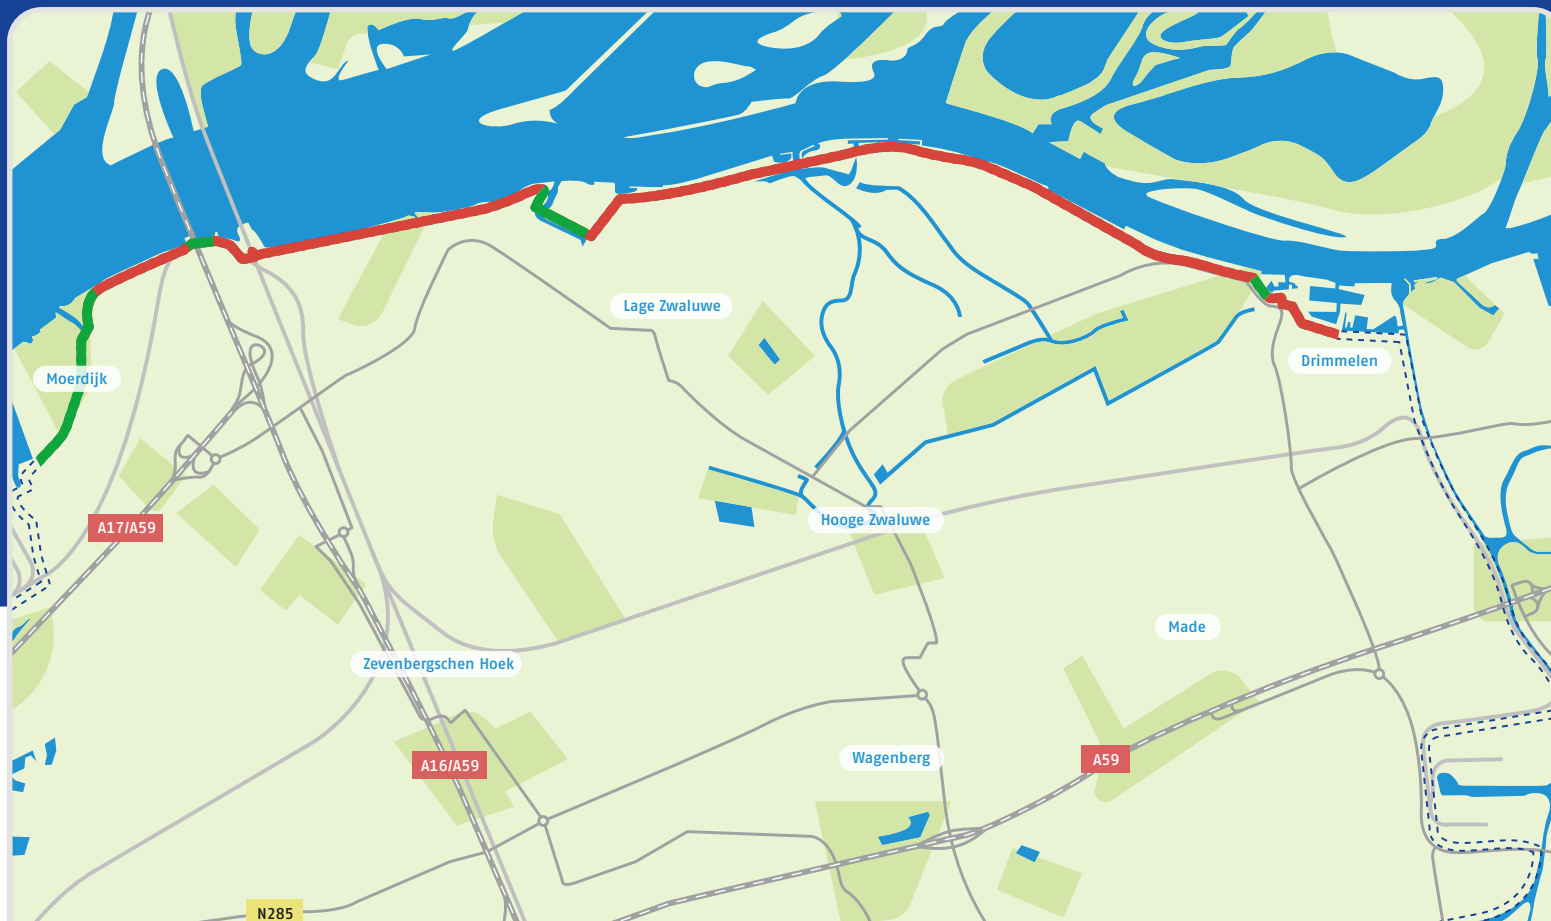 Lage Zwaluwe
Drimmelen
Moerdijk
Hooge Zwaluwe
A17/A59
Made
Zevenbergschen Hoek
Wagenberg
A59
A16/A59
N285